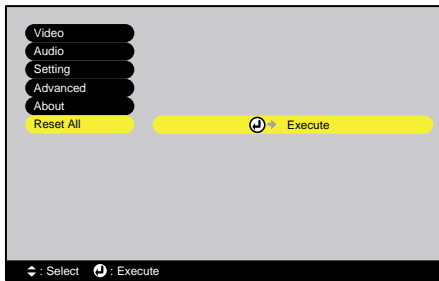 Video
Audio
Setting
Advanced
About
Reset All
Execute
: Select : Execute